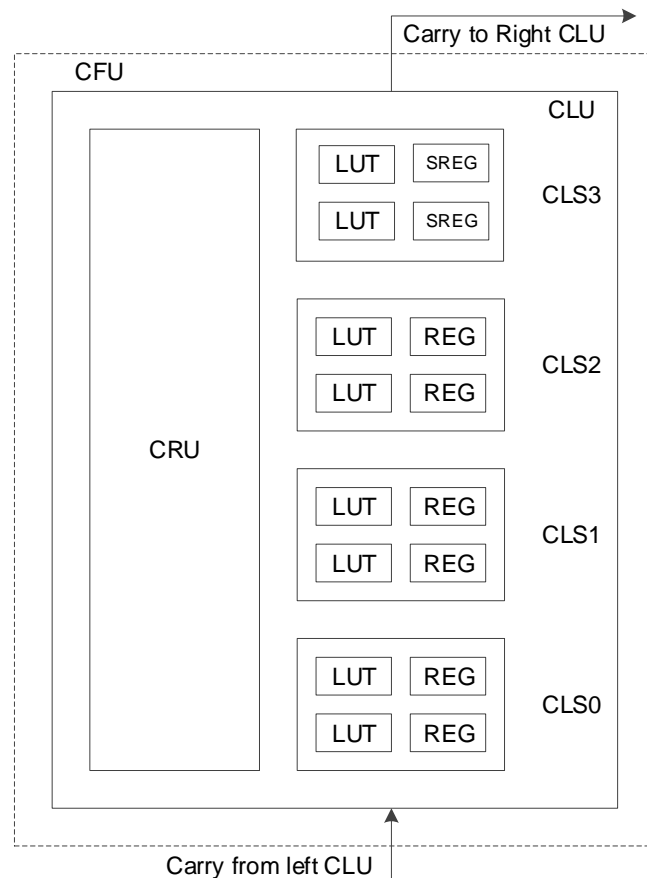 Carry to Right CLU
CFU
CLU
LUT SREG
CLS3
LUT SREG
LUT REG
CLS2
LUT REG
CRU
LUT REG
CLS1
LUT REG
LUT REG
CLS0
LUT REG
Carry from left CLU